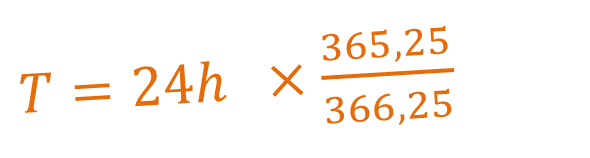 T = 24h × 365,25 / 366,25